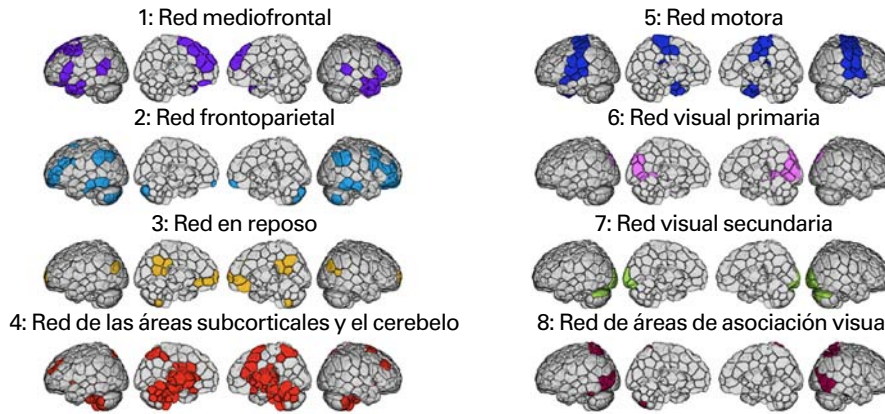 1: Red mediofrontal
2: Red frontoparietal
3: Red en reposo
4: Red de las áreas subcorticales y el cerebelo
5: Red motora
6: Red visual primaria
7: Red visual secundaria
8: Red de áreas de asociación visua